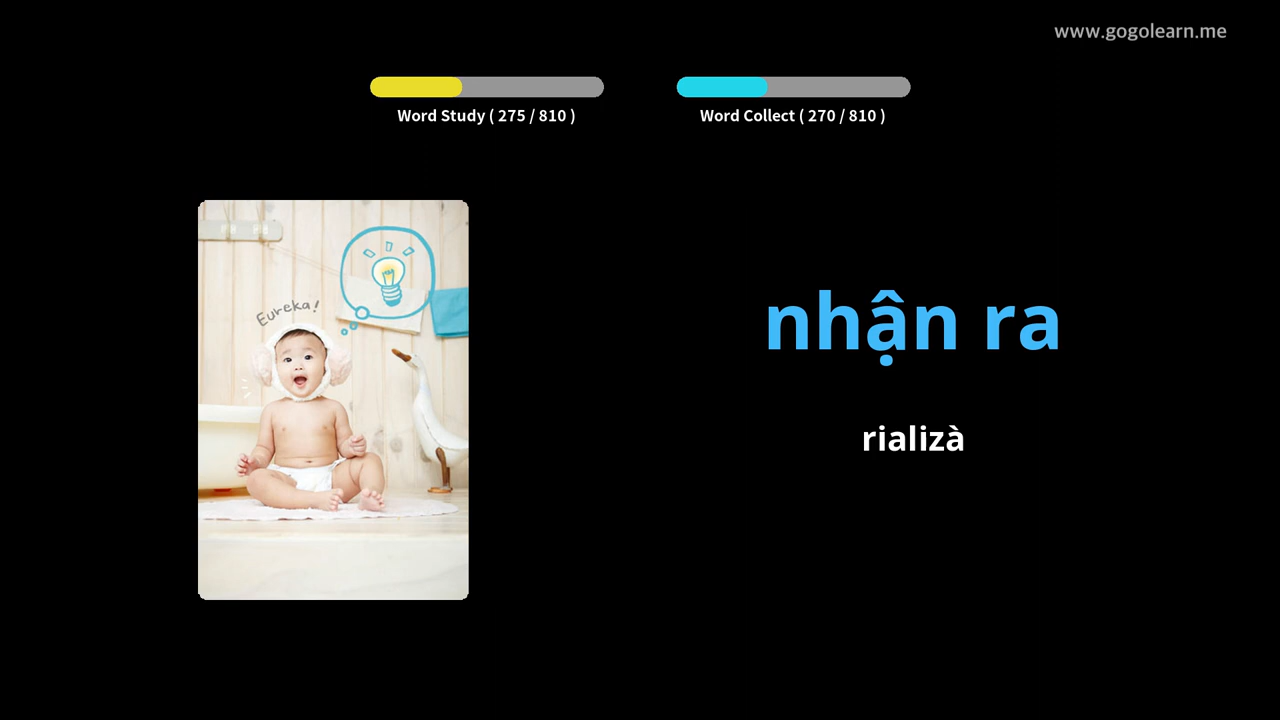 www.gogolearn.me
Word Study ( 275 / 810 )
Word Collect ( 270 / 810 )
Eureka!
nhận ra
rializà